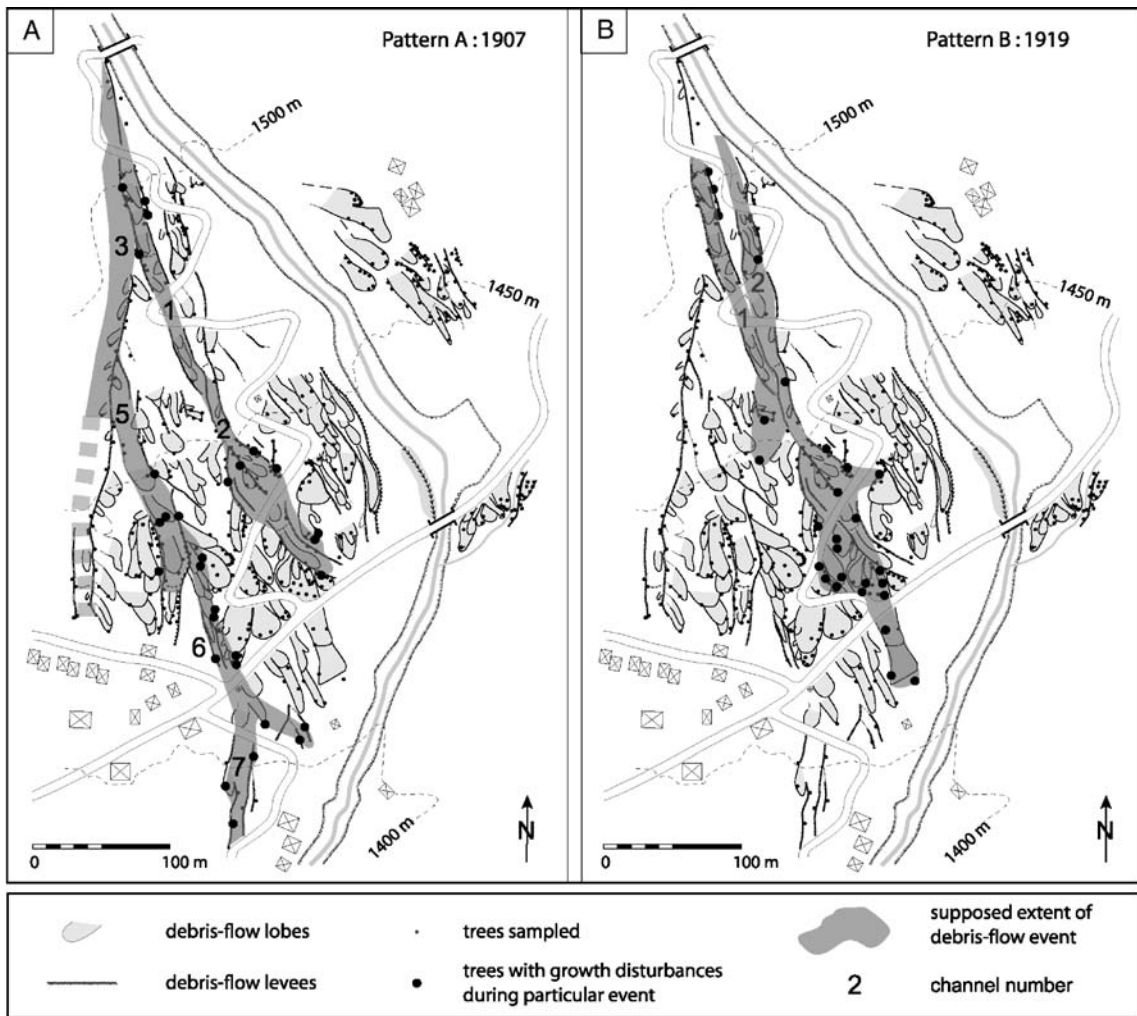 A
Pattern A : 1907
1500 m
3
1450 m
1
5
2
6
7
N
0 100 m
1400 m
B
Pattern B : 1919
1500 m
2
1450 m
1
N
0 100 m
1400 m
debris-flow lobes
debris-flow levees
trees sampled
trees with growth disturbances
during particular event
supposed extent of
debris-flow event
2 channel number